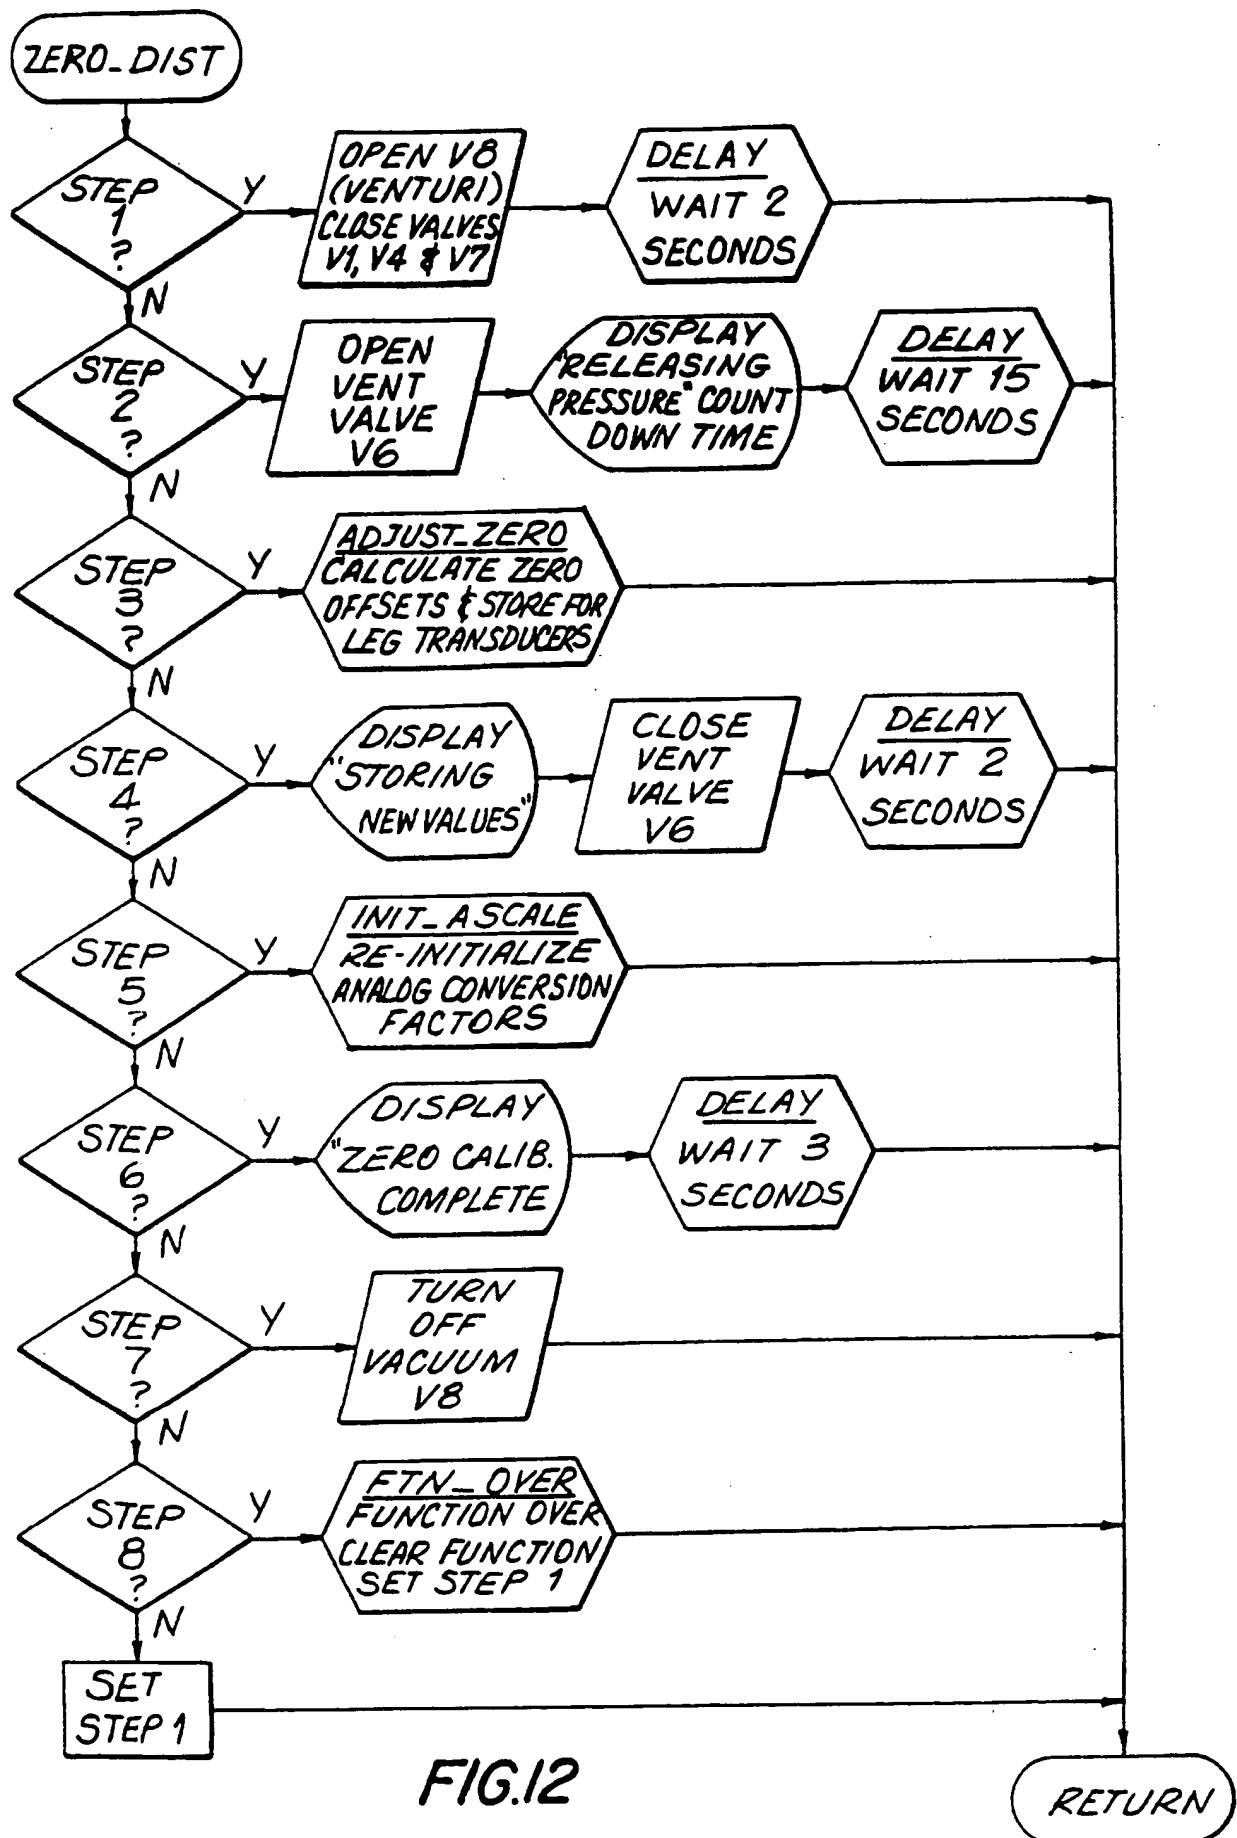 ZERO_DIST
STEP
1
?
Y
OPEN V8
(VENTURI)
CLOSE VALVES
V1, V4 & V7
DELAY
WAIT 2
SECONDS
N
STEP
2
?
Y
OPEN
VENT
VALVE
V6
DISPLAY
"RELEASING
PRESSURE" COUNT
DOWN TIME
DELAY
WAIT 15
SECONDS
N
STEP
3
?
Y
ADJUST_ZERO
CALCULATE ZERO
OFFSETS & STORE FOR
LEG TRANSDUCERS
N
STEP
4
?
Y
DISPLAY
"STORING
NEW VALUES"
CLOSE
VENT
VALVE
V6
DELAY
WAIT 2
SECONDS
N
STEP
5
?
Y
INIT_ASCALE
RE-INITIALIZE
ANALOG CONVERSION
FACTORS
N
STEP
6
?
Y
DISPLAY
"ZERO CALIB.
COMPLETE
DELAY
WAIT 3
SECONDS
N
STEP
7
?
Y
TURN
OFF
VACUUM
V8
N
STEP
8
?
Y
FTN_OVER
FUNCTION OVER
CLEAR FUNCTION
SET STEP 1
N
SET
STEP 1
FIG.12
RETURN